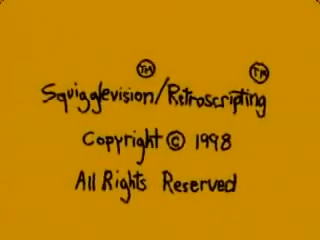 Squigglevision™/Retroscripting™
Copyright © 1998
All Rights Reserved